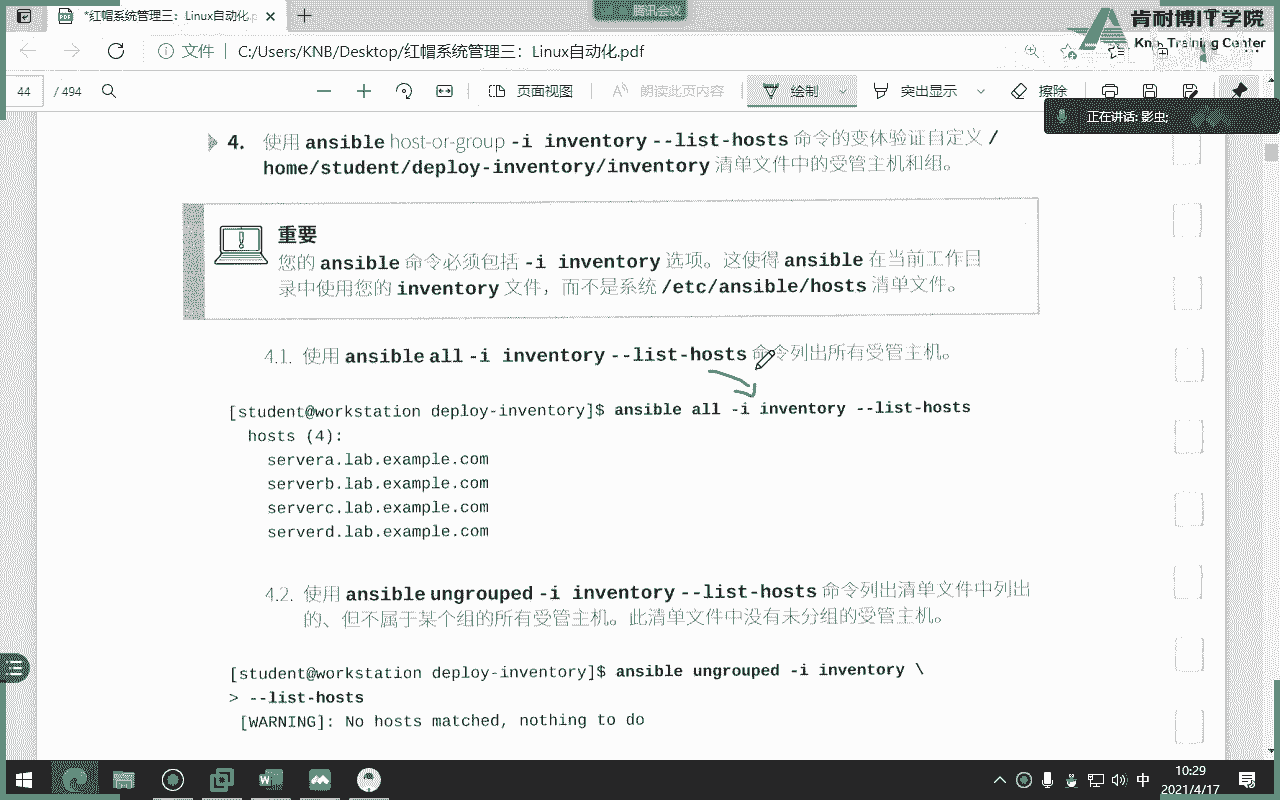 *红帽系统管理三：Linux自动化.p
腾讯会议
肯耐博IT学院
KnB Training Center
文件 C:/Users/KNB/Desktop/红帽系统管理三：Linux自动化.pdf
44 / 494 页面视图 朗读此页内容 绘制 突出显示 擦除
正在讲话: 影虫;
4. 使用 ansible host-or-group -i inventory --list-hosts 命令的变体验证自定义 /
home/student/deploy-inventory/inventory 清单文件中的受管主机和组。
重要
您的 ansible 命令必须包括 -i inventory 选项。这使得 ansible 在当前工作目
录中使用您的 inventory 文件，而不是系统 /etc/ansible/hosts 清单文件。
4.1. 使用 ansible all -i inventory --list-hosts 命令列出所有受管主机。
[student@workstation deploy-inventory]$ ansible all -i inventory --list-hosts
hosts (4):
servera.lab.example.com
serverb.lab.example.com
serverc.lab.example.com
serverd.lab.example.com
4.2. 使用 ansible ungrouped -i inventory --list-hosts 命令列出清单文件中列出
的、但不属于某个组的所有受管主机。此清单文件中没有未分组的受管主机。
[student@workstation deploy-inventory]$ ansible ungrouped -i inventory \
> --list-hosts
[WARNING]: No hosts matched, nothing to do
中
10:29
2021/4/17